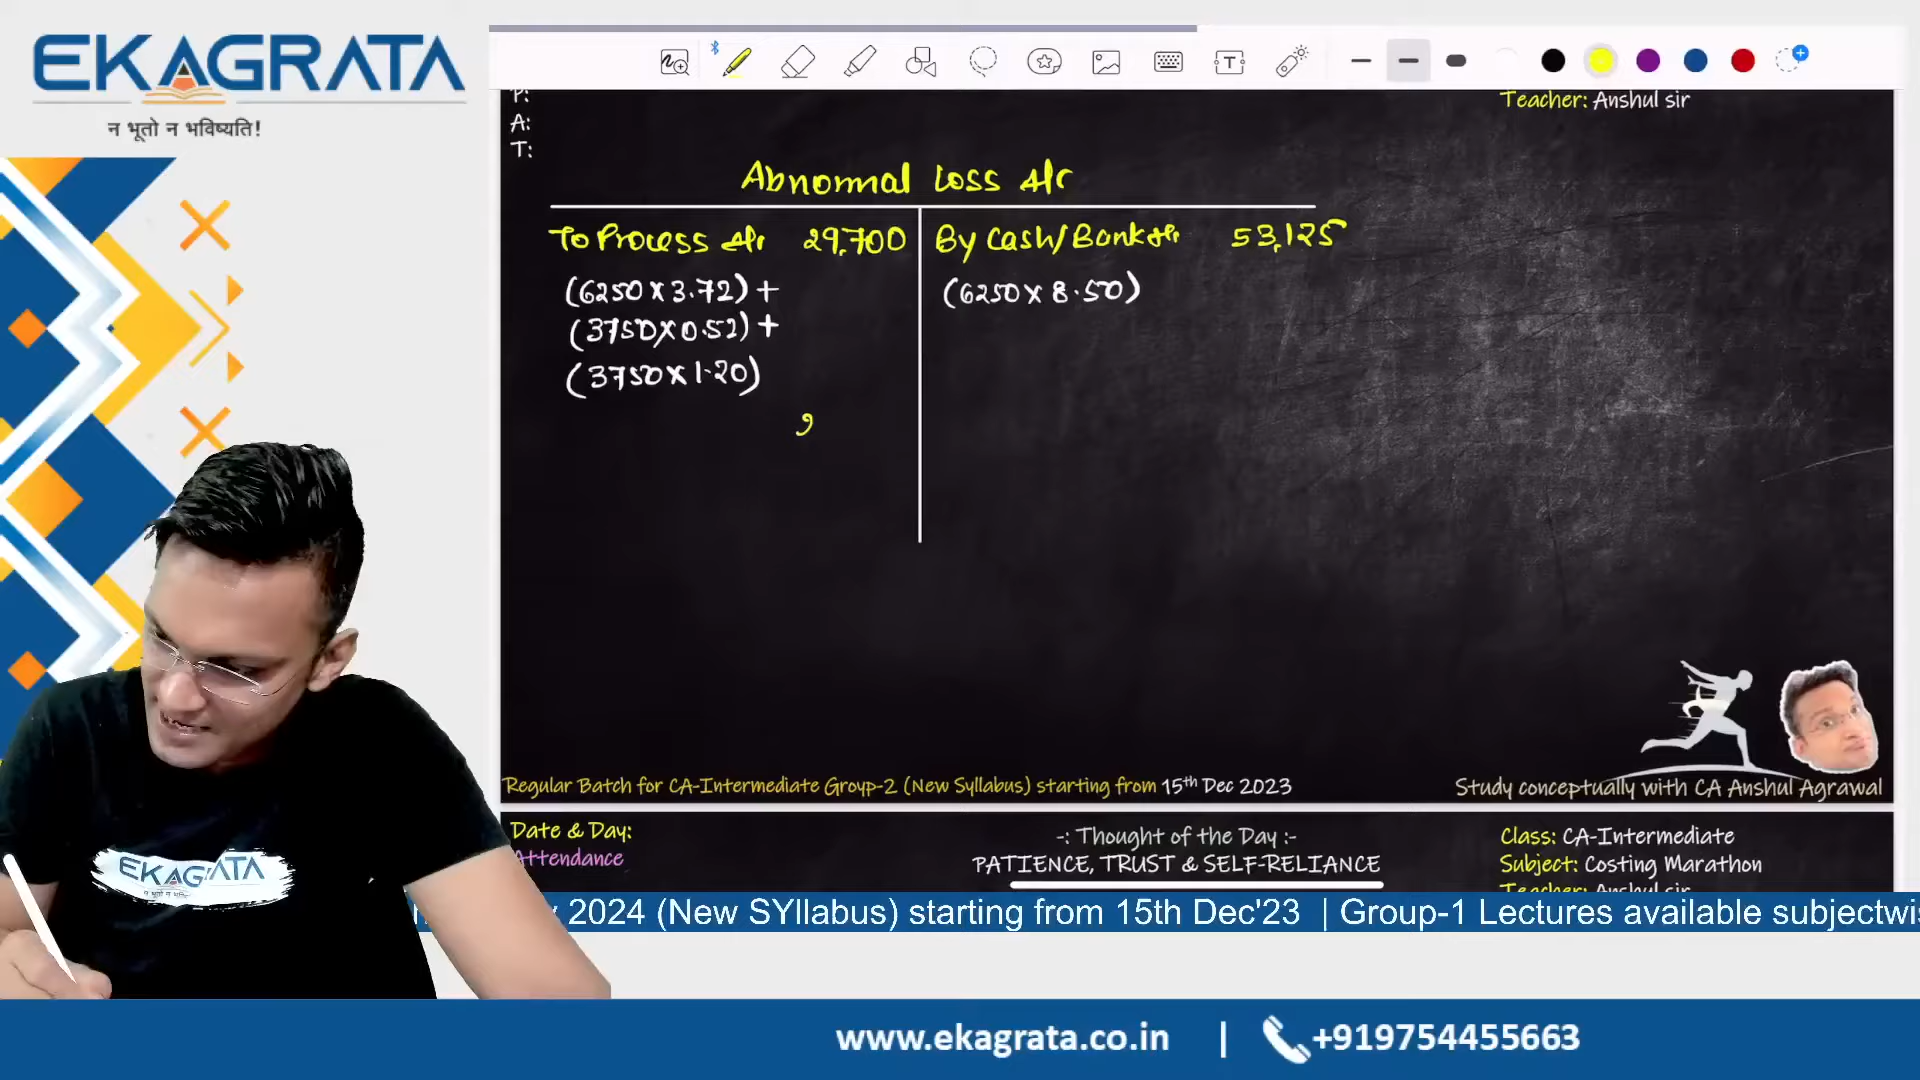 EKAGRATA
न भूतो न भविष्यति!
P:
A:
T:
Teacher: Anshul sir
Abnormal Loss A/c
To Process A/c 29,700
(6250 x 3.72) +
(3750 x 0.52) +
(3750 x 1.20)
By Cash/Bank A/c 53,125
(6250 x 8.50)
Regular Batch for CA-Intermediate Group-2 (New Syllabus) starting from 15th Dec 2023
Study conceptually with CA Anshul Agrawal
Date & Day:
Attendance
-: Thought of the Day :-
PATIENCE, TRUST & SELF-RELIANCE
Class: CA-Intermediate
Subject: Costing Marathon
Teacher: Anshul sir
EKAGRATA
2024 (New SYllabus) starting from 15th Dec'23 | Group-1 Lectures available subjectwis
www.ekagrata.co.in | +919754455663